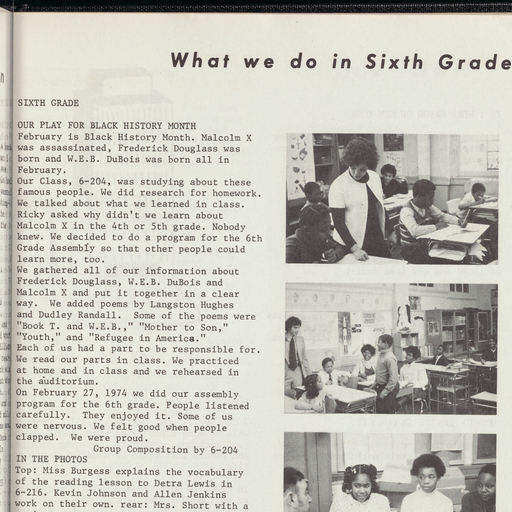 What we do in Sixth Grade
SIXTH GRADE
OUR PLAY FOR BLACK HISTORY MONTH
February is Black History Month. Malcolm X
was assassinated, Frederick Douglass was
born and W.E.B. DuBois was born all in
February.
Our Class, 6-204, was studying about these
famous people. We did research for homework.
We talked about what we learned in class.
Ricky asked why didn't we learn about
Malcolm X in the 4th or 5th grade. Nobody
knew. We decided to do a program for the 6th
Grade Assembly so that other people could
learn more, too.
We gathered all of our information about
Frederick Douglass, W.E.B. DuBois and
Malcolm X and put it together in a clear
way. We added poems by Langston Hughes
and Dudley Randall. Some of the poems were
"Book T. and W.E.B.," "Mother to Son,"
"Youth," and "Refugee in America."
Each of us had a part to be responsible for.
We read our parts in class. We practiced
at home and in class and we rehearsed in
the auditorium.
On February 27, 1974 we did our assembly
program for the 6th grade. People listened
carefully. They enjoyed it. Some of us
were nervous. We felt good when people
clapped. We were proud.
Group Composition by 6-204
IN THE PHOTOS
Top: Miss Burgess explains the vocabulary
of the reading lesson to Detra Lewis in
6-216. Kevin Johnson and Allen Jenkins
work on their own. rear: Mrs. Short with a